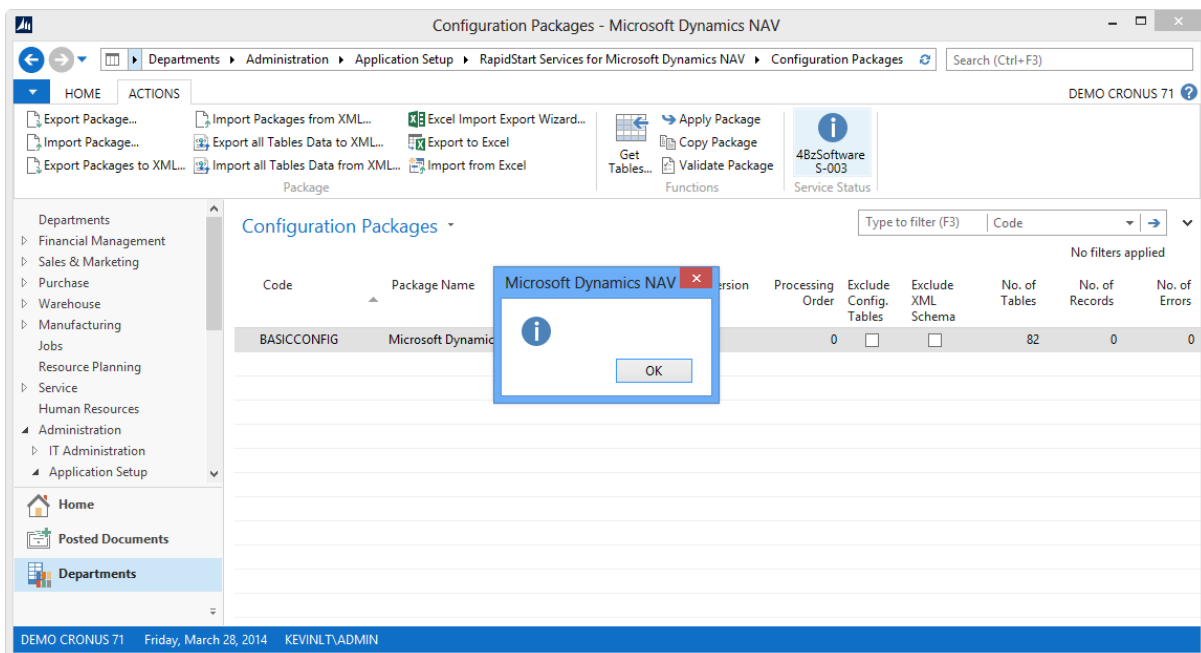 Configuration Packages - Microsoft Dynamics NAV
Departments Administration Application Setup RapidStart Services for Microsoft Dynamics NAV Configuration Packages Search (Ctrl+F3)
HOME ACTIONS DEMO CRONUS 71
Export Package... Import Packages from XML... Excel Import Export Wizard... Apply Package
Import Package... Export all Tables Data to XML... Export to Excel Get Tables... Copy Package 4BzSoftware S-003
Export Packages to XML... Import all Tables Data from XML... Import from Excel Validate Package
Package Functions Service Status
Departments
Financial Management
Sales & Marketing
Purchase
Warehouse
Manufacturing
Jobs
Resource Planning
Service
Human Resources
Administration
IT Administration
Application Setup
Home
Posted Documents
Departments
Configuration Packages Type to filter (F3) Code
No filters applied
Code Package Name Processing Order Exclude Config. Tables Exclude XML Schema No. of Tables No. of Records No. of Errors
BASICCONFIG Microsoft Dynamic 0 82 0 0
Microsoft Dynamics NAV
OK
DEMO CRONUS 71 Friday, March 28, 2014 KEVINLT\ADMIN